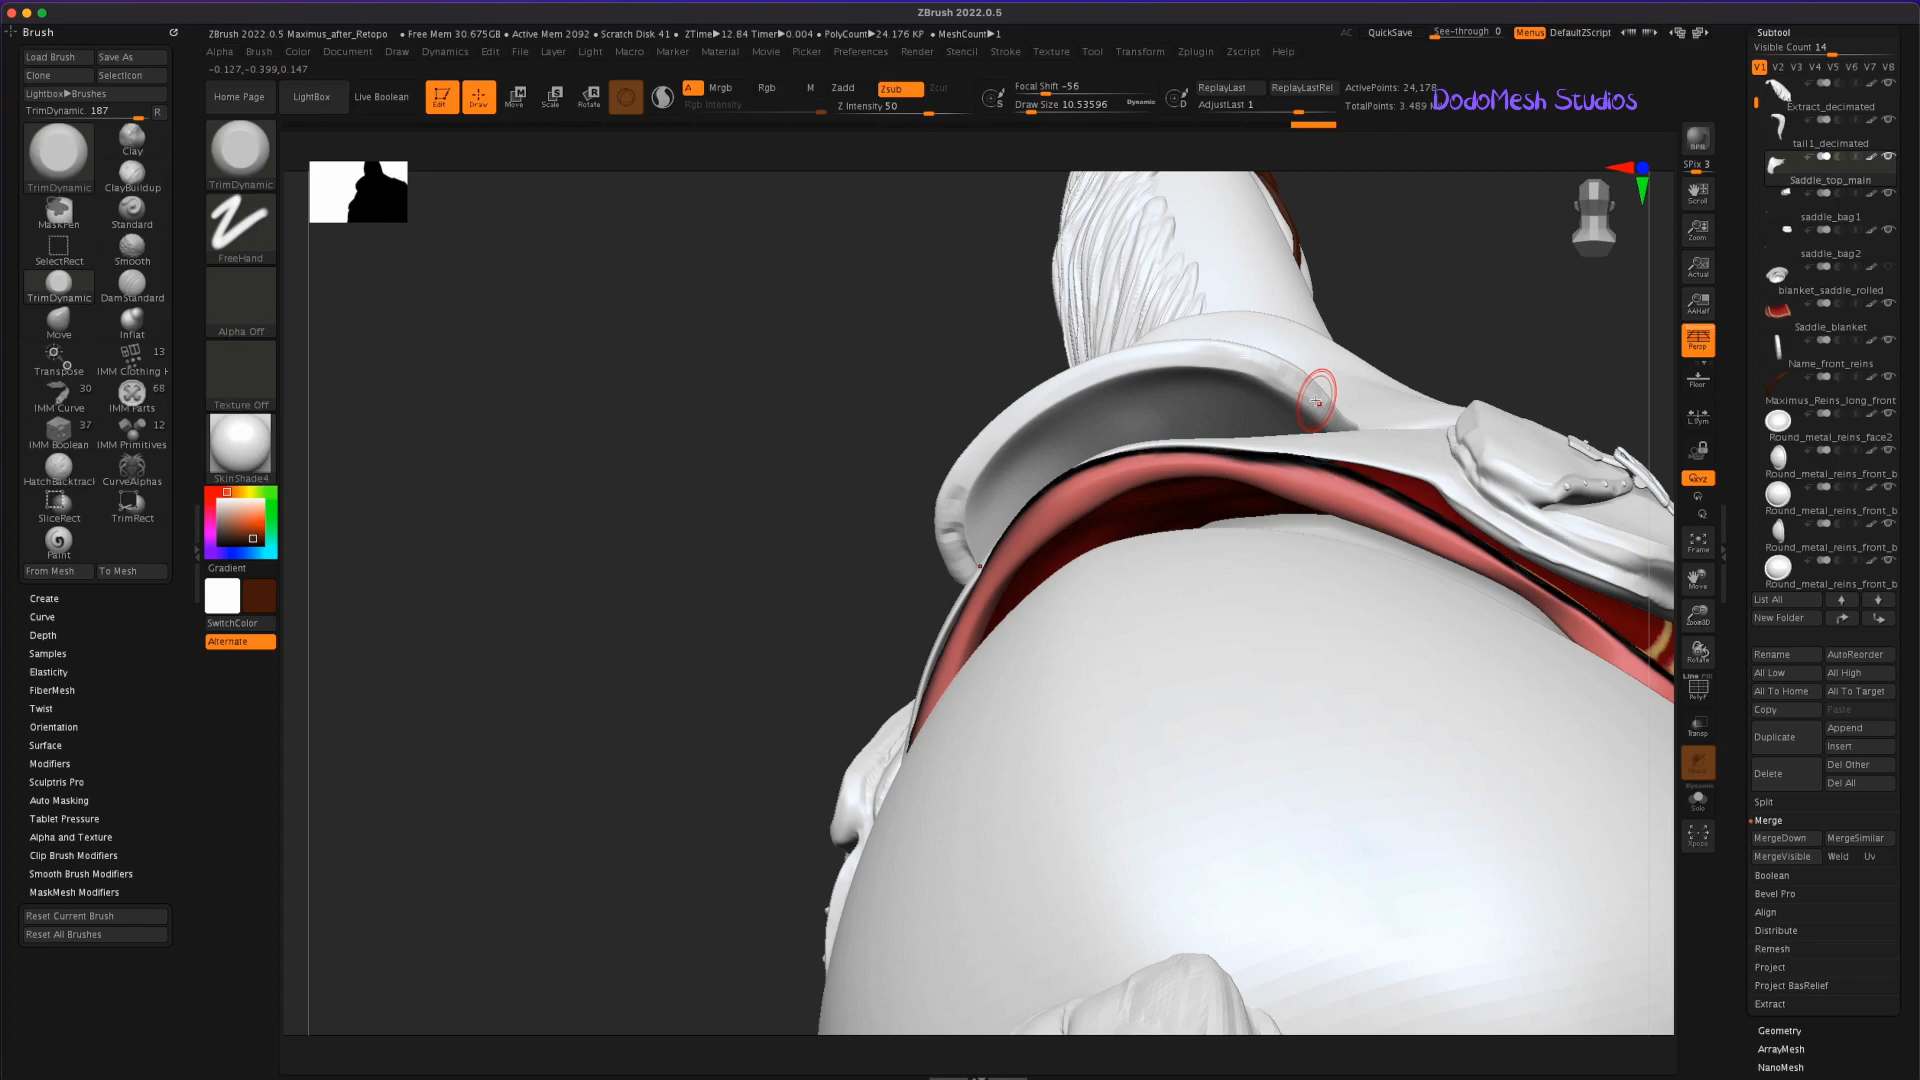 ZBrush 2022.0.5
Brush
Subtool
ZBrush 2022.0.5 Maximus_after_Retopo • Free Mem 30.675GB • Active Mem 2092 • Scratch Disk 41 • ZTime▶12.84 Timer▶0.004 • PolyCount▶24.176 KP • MeshCount▶1
AC QuickSave See-through 0 Menus DefaultZScript
Visible Count 14
Load Brush Save As
Alpha Brush Color Document Draw Dynamics Edit File Layer Light Macro Marker Material Movie Picker Preferences Render Stencil Stroke Texture Tool Transform Zplugin Zscript Help
V1 V2 V3 V4 V5 V6 V7 V8
Clone SelectIcon
-0.127,-0.399,0.147
Lightbox▶Brushes
TrimDynamic. 187 R
Home Page LightBox Live Boolean Edit Draw Move Scale Rotate A Mrgb Rgb M Zadd Zsub Zcut
Rgb Intensity Z Intensity 50
S Focal Shift -56
Draw Size 10.53596 Dynamic
D ReplayLast ReplayLastRel
AdjustLast 1
ActivePoints: 24,178
TotalPoints: 3.489
DodoMesh Studios
TrimDynamic Clay
ClayBuildup
MaskPen Standard
SelectRect Smooth
TrimDynamic DamStandard
Move Inflat
13
Transpose IMM Clothing H
30 68
IMM Curve IMM Parts
37 12
IMM Boolean IMM Primitives
HatchBacktrack CurveAlphas
SliceRect TrimRect
Paint
From Mesh To Mesh
Create
Curve
Depth
Samples
Elasticity
FiberMesh
Twist
Orientation
Surface
Modifiers
Sculptris Pro
Auto Masking
Tablet Pressure
Alpha and Texture
Clip Brush Modifiers
Smooth Brush Modifiers
MaskMesh Modifiers
Reset Current Brush
Reset All Brushes
TrimDynamic
FreeHand
Alpha Off
Texture Off
SkinShade4
Gradient
SwitchColor
Alternate
BPR
SPix 3
Scroll
Zoom
Actual
AAHalf
Persp
Floor
L.Sym
XYZ
Frame
Move
Zoom3D
Rotate
Line Fill
PolyF
Transp
Dynamic
Solo
Xpose
Extract_decimated
tail1_decimated
Saddle_top_main
saddle_bag1
saddle_bag2
blanket_saddle_rolled
Saddle_blanket
Name_front_reins
Maximus_Reins_long_front
Round_metal_reins_face2
Round_metal_reins_front_b
Round_metal_reins_front_b
Round_metal_reins_front_b
Round_metal_reins_front_b
List All
New Folder
Rename AutoReorder
All Low All High
All To Home All To Target
Copy Paste
Duplicate Append
Insert
Delete Del Other
Del All
Split
Merge
MergeDown MergeSimilar
MergeVisible Weld Uv
Boolean
Bevel Pro
Align
Distribute
Remesh
Project
Project BasRelief
Extract
Geometry
ArrayMesh
NanoMesh